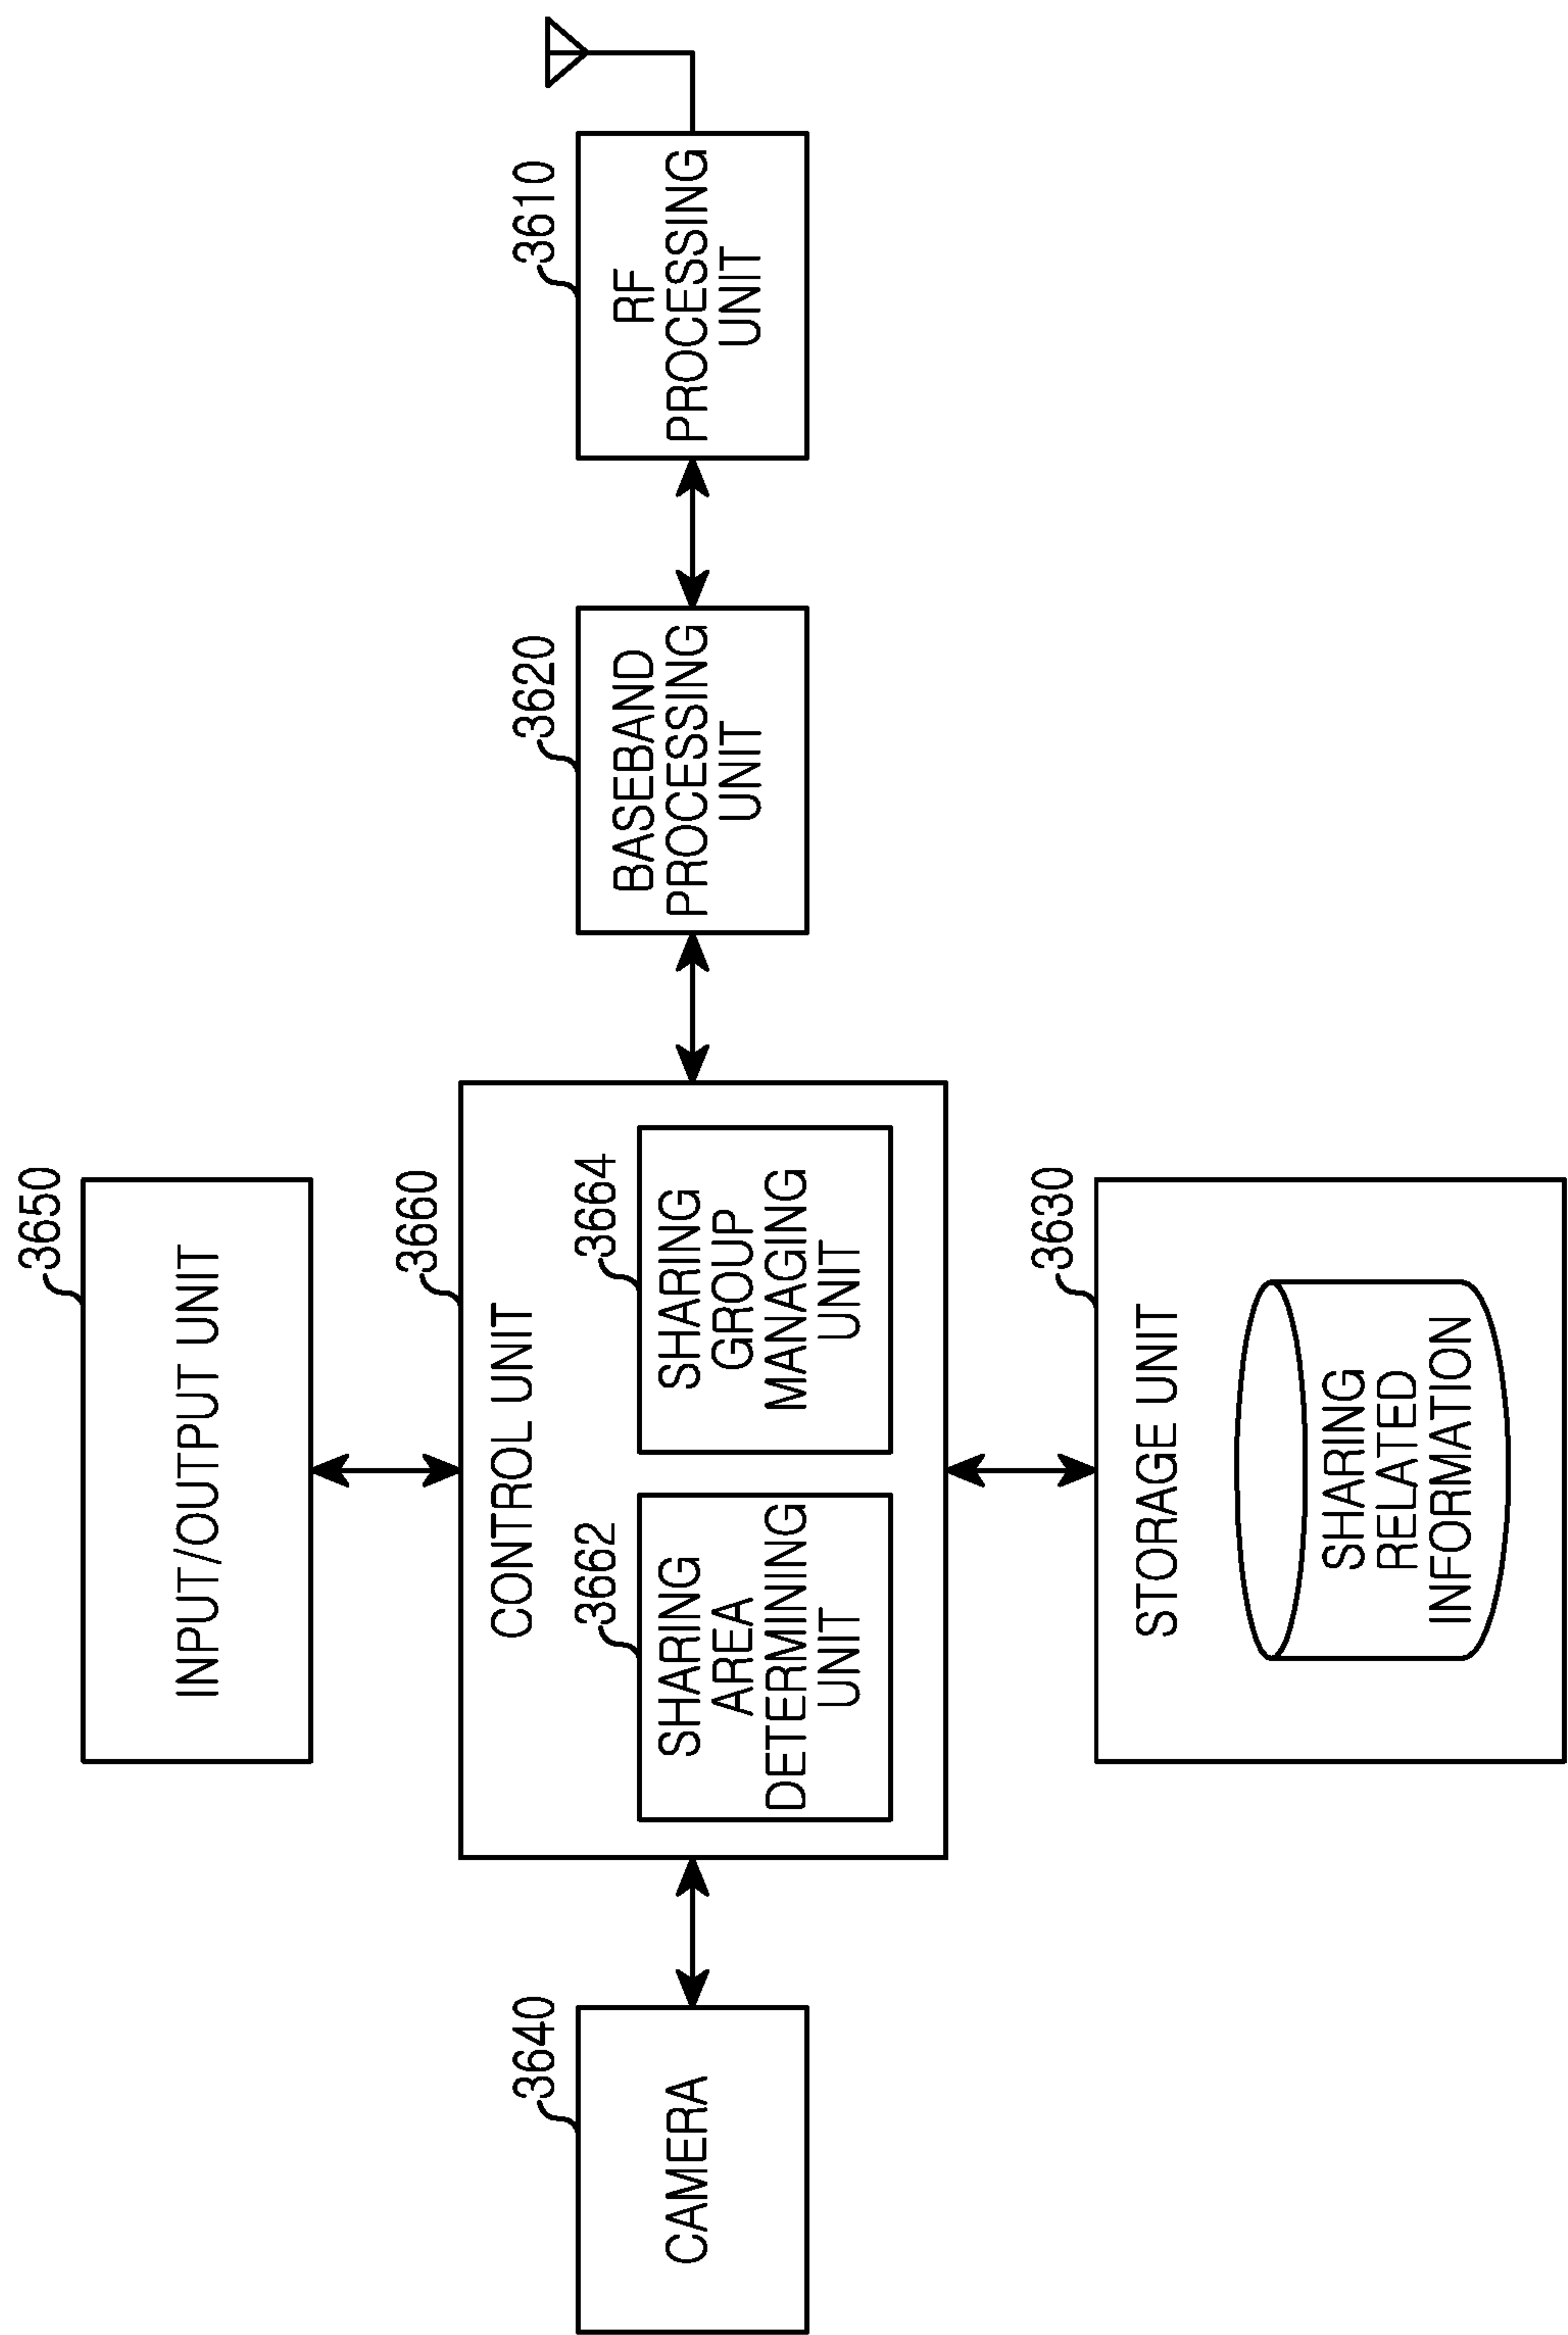 3650
INPUT/OUTPUT UNIT
3640
CAMERA
3660
CONTROL UNIT
3662
SHARING
AREA
DETERMINING
UNIT
3664
SHARING
GROUP
MANAGING
UNIT
3620
BASEBAND
PROCESSING
UNIT
3610
RF
PROCESSING
UNIT
3630
STORAGE UNIT
SHARING
RELATED
INFORMATION